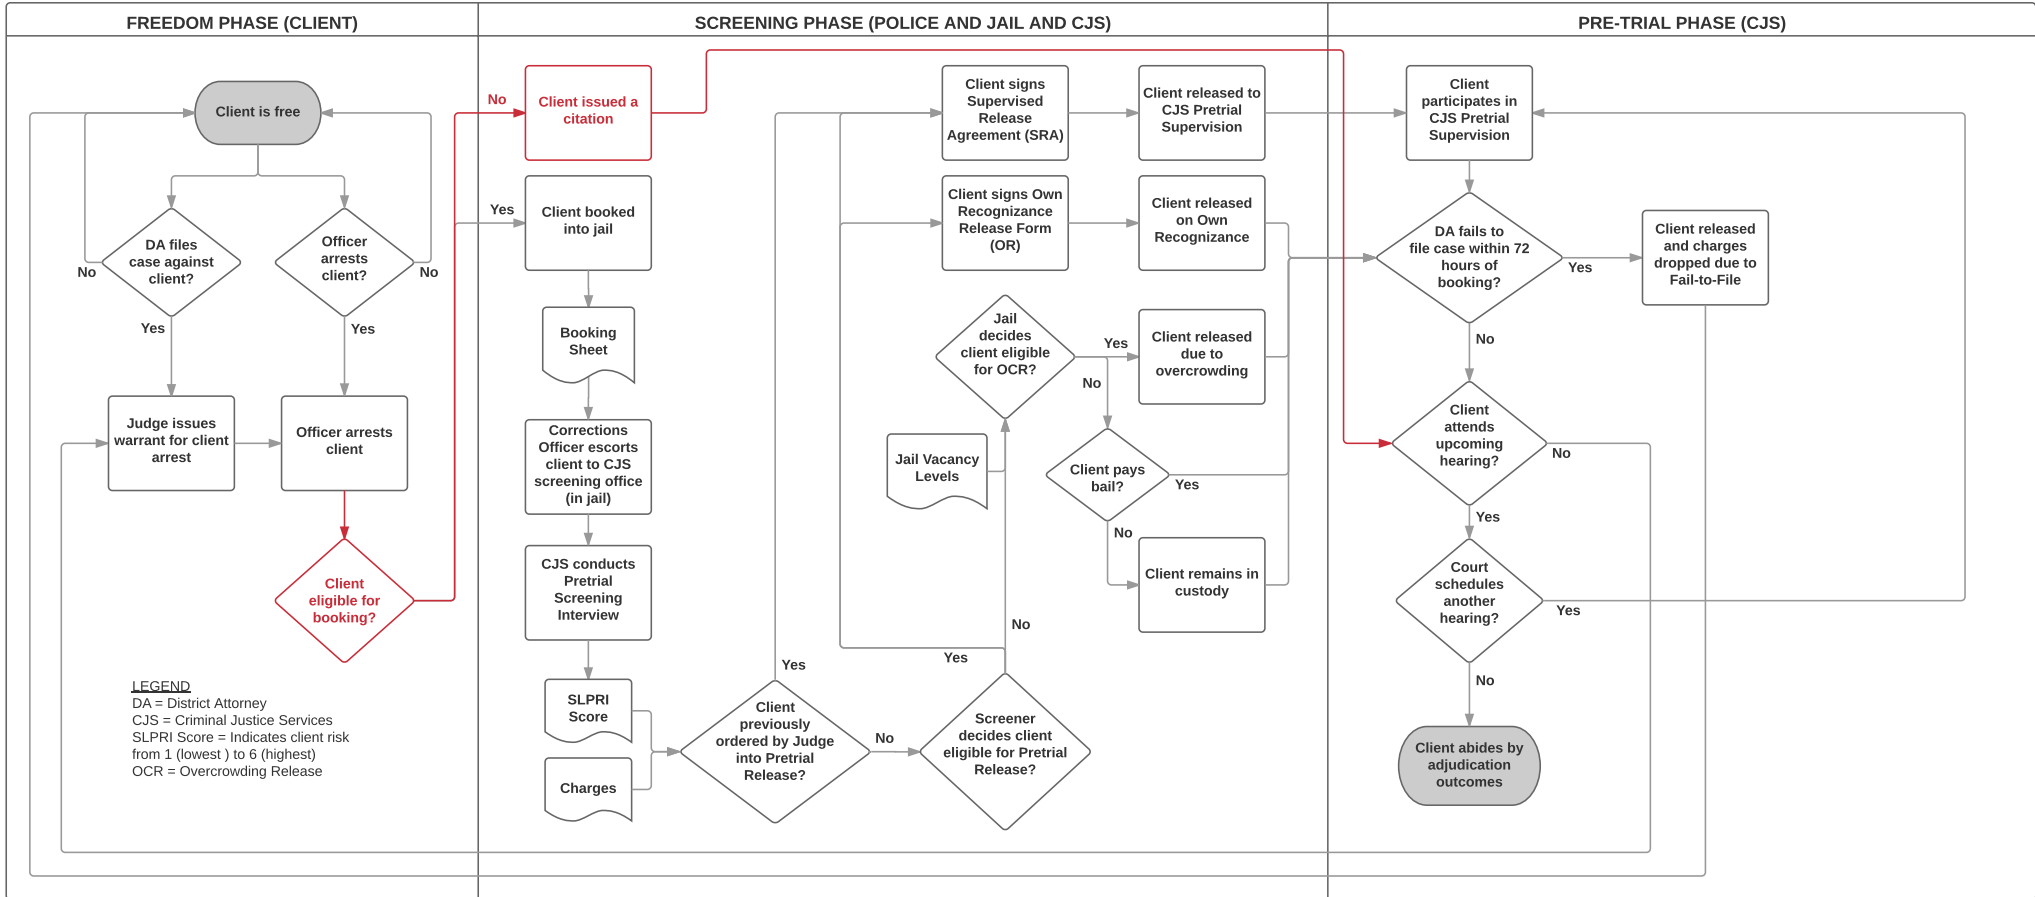 FREEDOM PHASE (CLIENT)
SCREENING PHASE (POLICE AND JAIL AND CJS)
PRE-TRIAL PHASE (CJS)
Client is free
DA files
case against
client?
No
Yes
Officer
arrests
client?
No
Yes
Judge issues
warrant for client
arrest
Officer arrests
client
Client
eligible for
booking?
No
Yes
LEGEND
DA = District Attorney
CJS = Criminal Justice Services
SLPRI Score = Indicates client risk
from 1 (lowest ) to 6 (highest)
OCR = Overcrowding Release
Client issued a
citation
Client booked
into jail
Booking
Sheet
Corrections
Officer escorts
client to CJS
screening office
(in jail)
CJS conducts
Pretrial
Screening
Interview
SLPRI
Score
Charges
Client
previously
ordered by Judge
into Pretrial
Release?
Yes
No
Screener
decides client
eligible for Pretrial
Release?
Yes
No
Client signs
Supervised
Release
Agreement (SRA)
Client released to
CJS Pretrial
Supervision
Client signs Own
Recognizance
Release Form
(OR)
Client released
on Own
Recognizance
Jail
decides
client eligible
for OCR?
Yes
No
Client released
due to
overcrowding
Jail Vacancy
Levels
Client pays
bail?
Yes
No
Client remains in
custody
Client
participates in
CJS Pretrial
Supervision
DA fails to
file case within 72
hours of
booking?
Yes
No
Client released
and charges
dropped due to
Fail-to-File
Client
attends
upcoming
hearing?
No
Yes
Court
schedules
another
hearing?
Yes
No
Client abides by
adjudication
outcomes